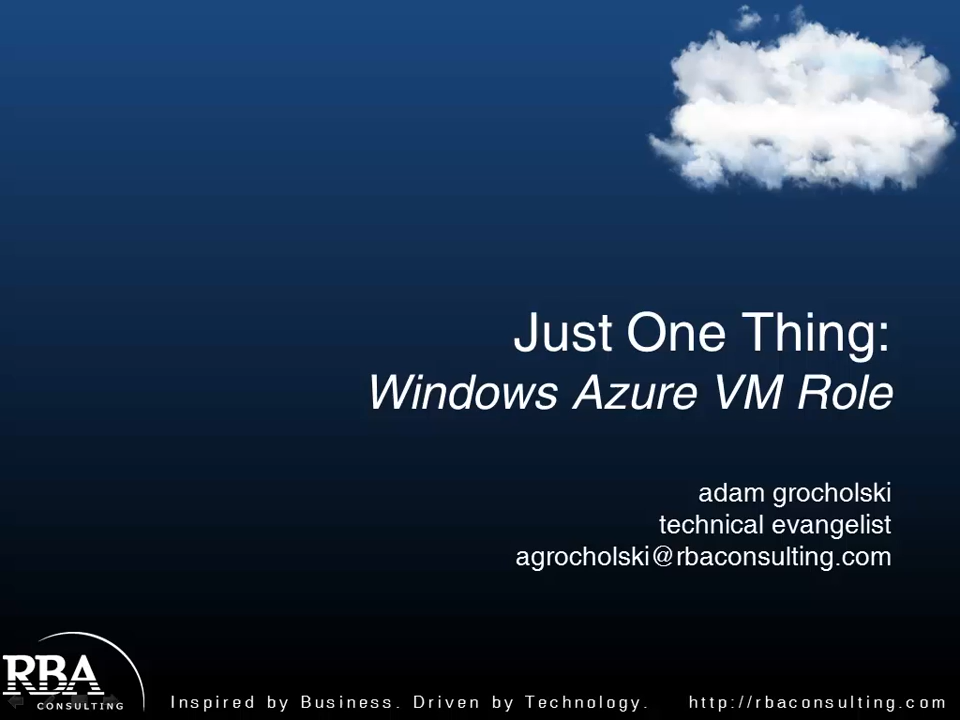 Just One Thing:
Windows Azure VM Role
adam grocholski
technical evangelist
agrocholski@rbaconsulting.com
RBA
CONSULTING
Inspired by Business. Driven by Technology. http://rbaconsulting.com